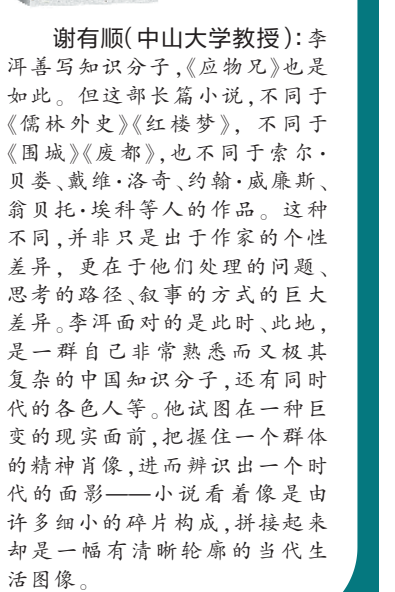 谢有顺(中山大学教授):李
洱善写知识分子,《应物兄》也是
如此。但这部长篇小说,不同于
《儒林外史》《红楼梦》,不同于
《围城》《废都》,也不同于索尔·
贝娄、戴维·洛奇、约翰·威廉斯、
翁贝托·埃科等人的作品。这种
不同,并非只是出于作家的个性
差异,更在于他们处理的问题、
思考的路径、叙事的方式的巨大
差异。李洱面对的是此时、此地,
是一群自己非常熟悉而又极其
复杂的中国知识分子,还有同时
代的各色人等。他试图在一种巨
变的现实面前,把握住一个群体
的精神肖像,进而辨识出一个时
代的面影——小说看着像是由
许多细小的碎片构成,拼接起来
却是一幅有清晰轮廓的当代生
活图像。